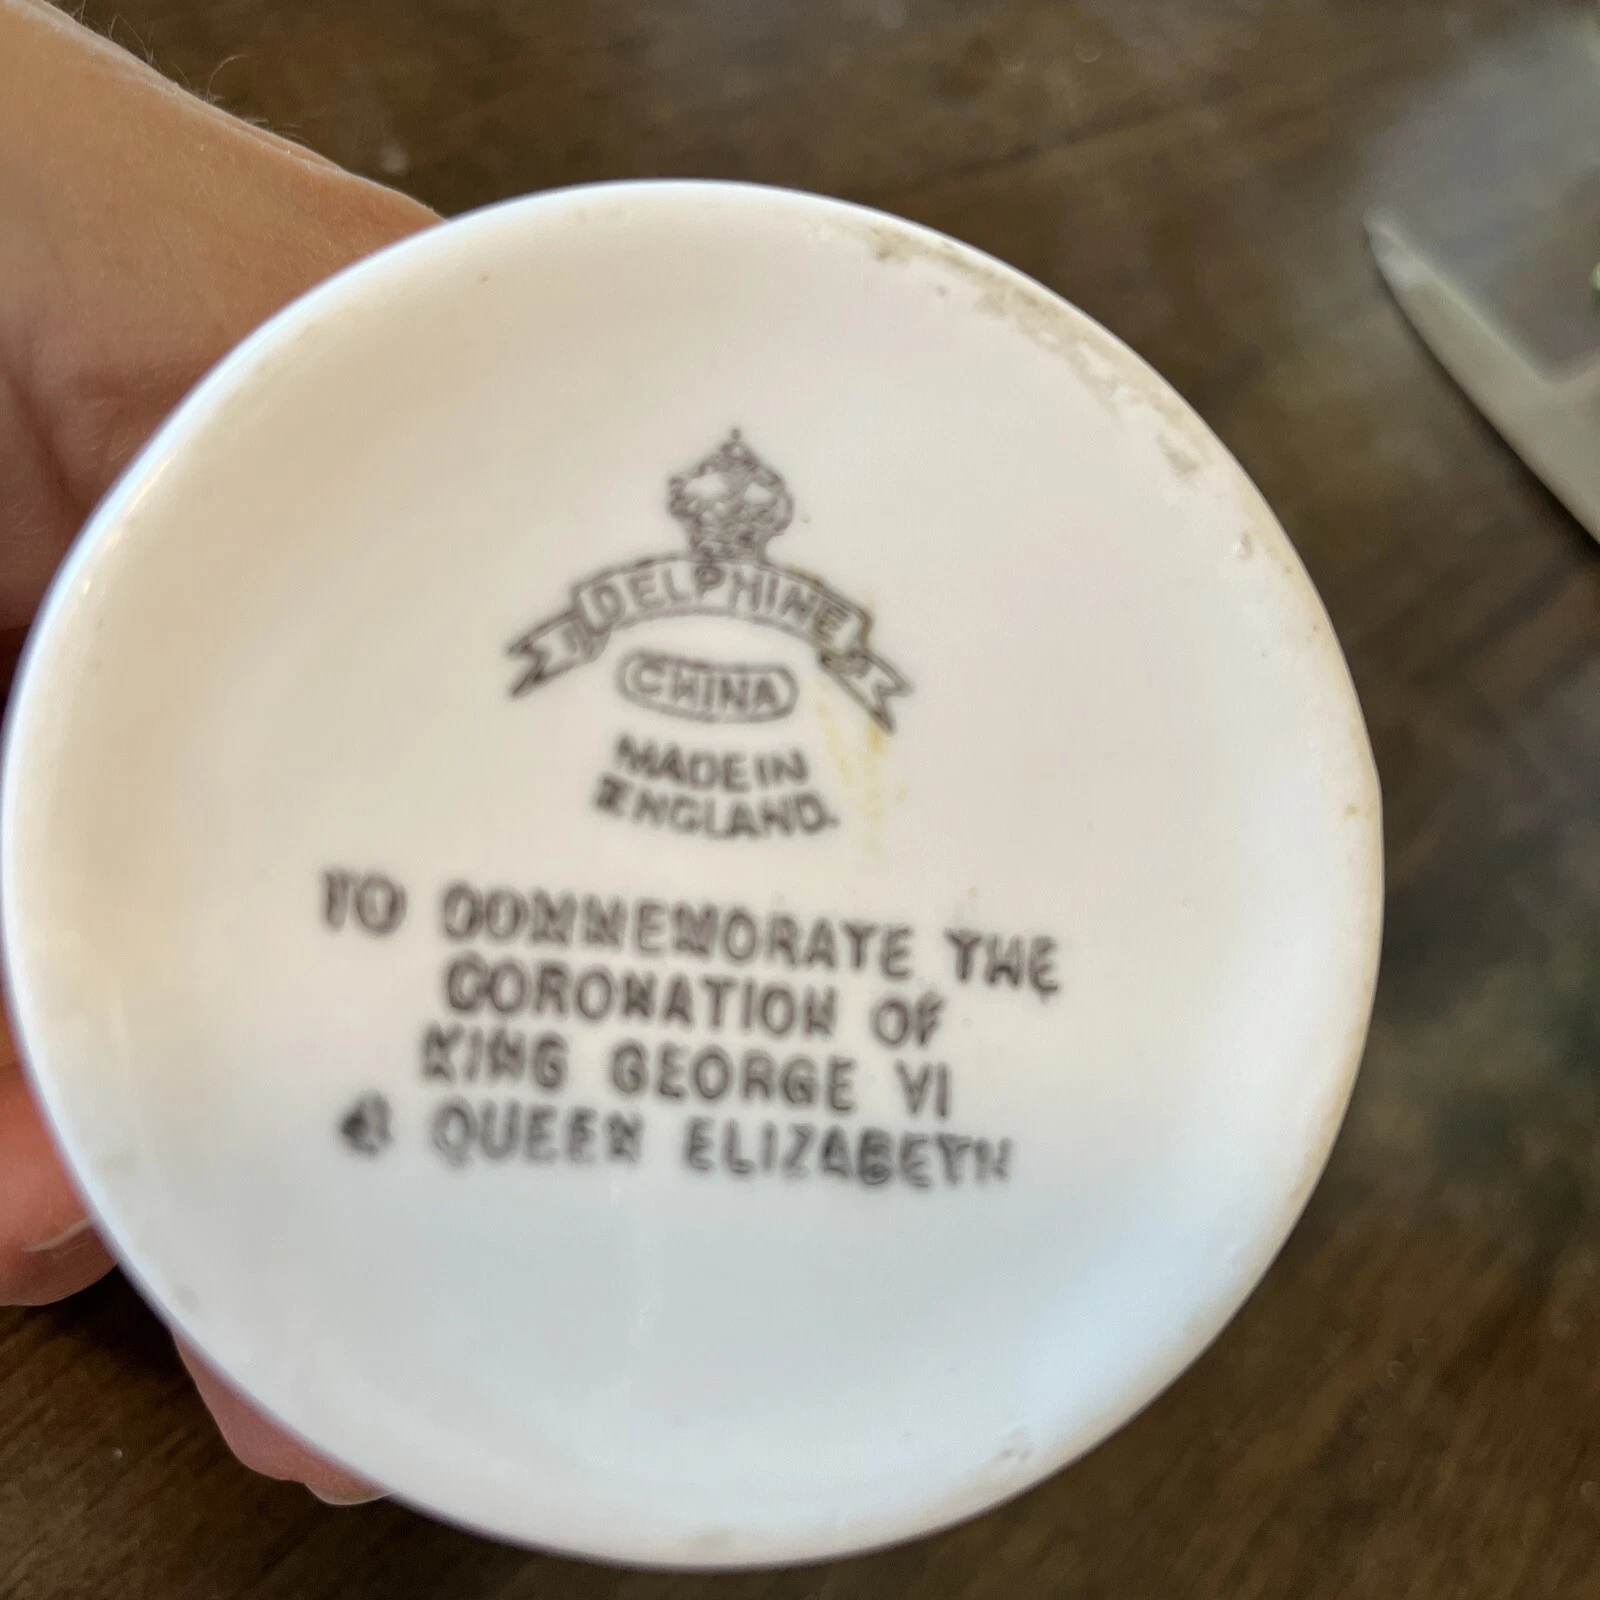 DELPHINE
CHINA
MADE IN
ENGLAND.
TO COMMEMORATE THE
CORONATION OF
KING GEORGE VI
& QUEEN ELIZABETH